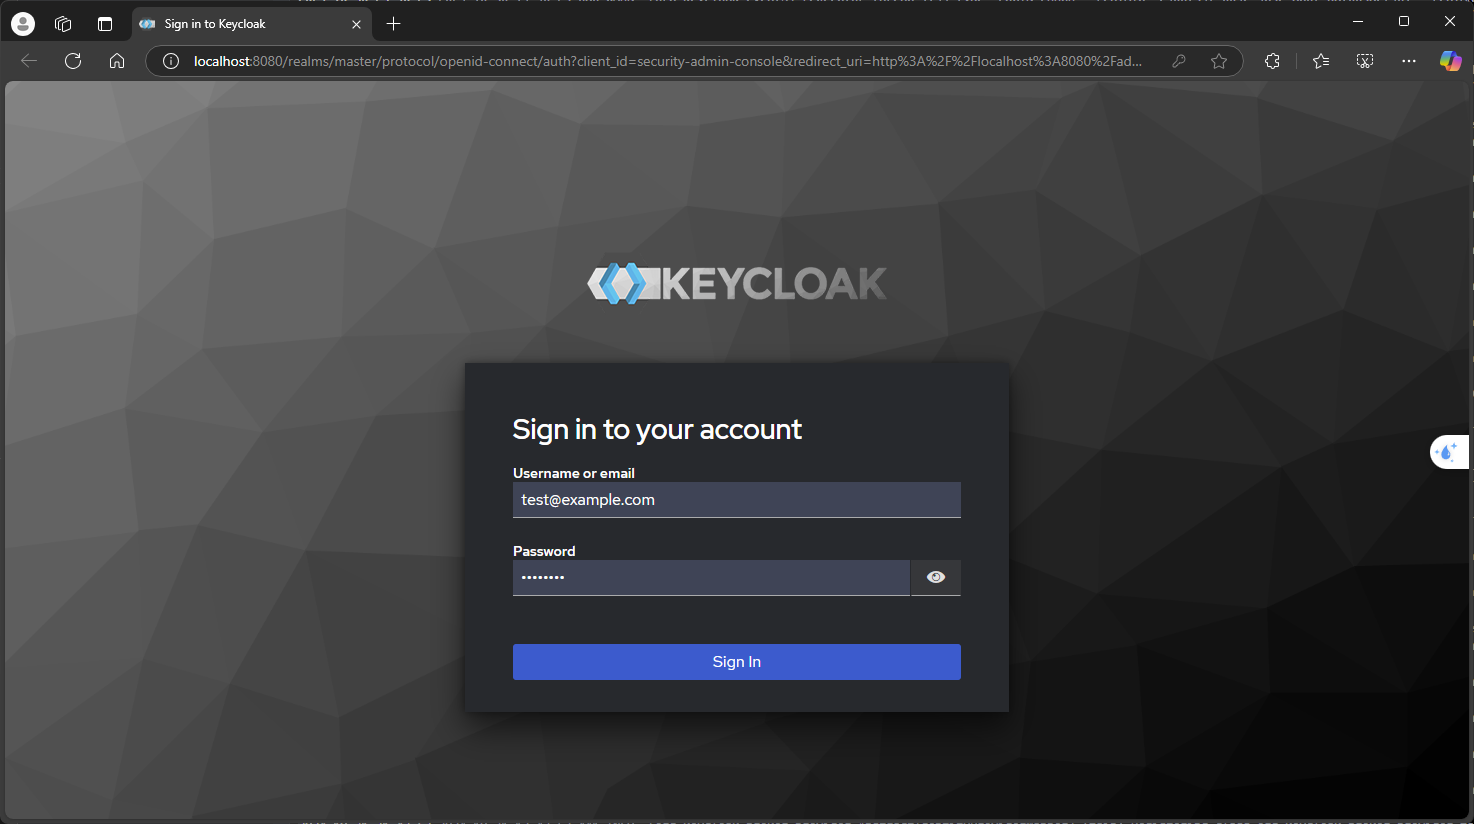 Sign in to Keycloak
localhost:8080/realms/master/protocol/openid-connect/auth?client_id=security-admin-console&redirect_uri=http%3A%2F%2Flocalhost%3A8080%2Fad...
KEYCLOAK
Sign in to your account
Username or email
test@example.com
Password
••••••••
Sign In